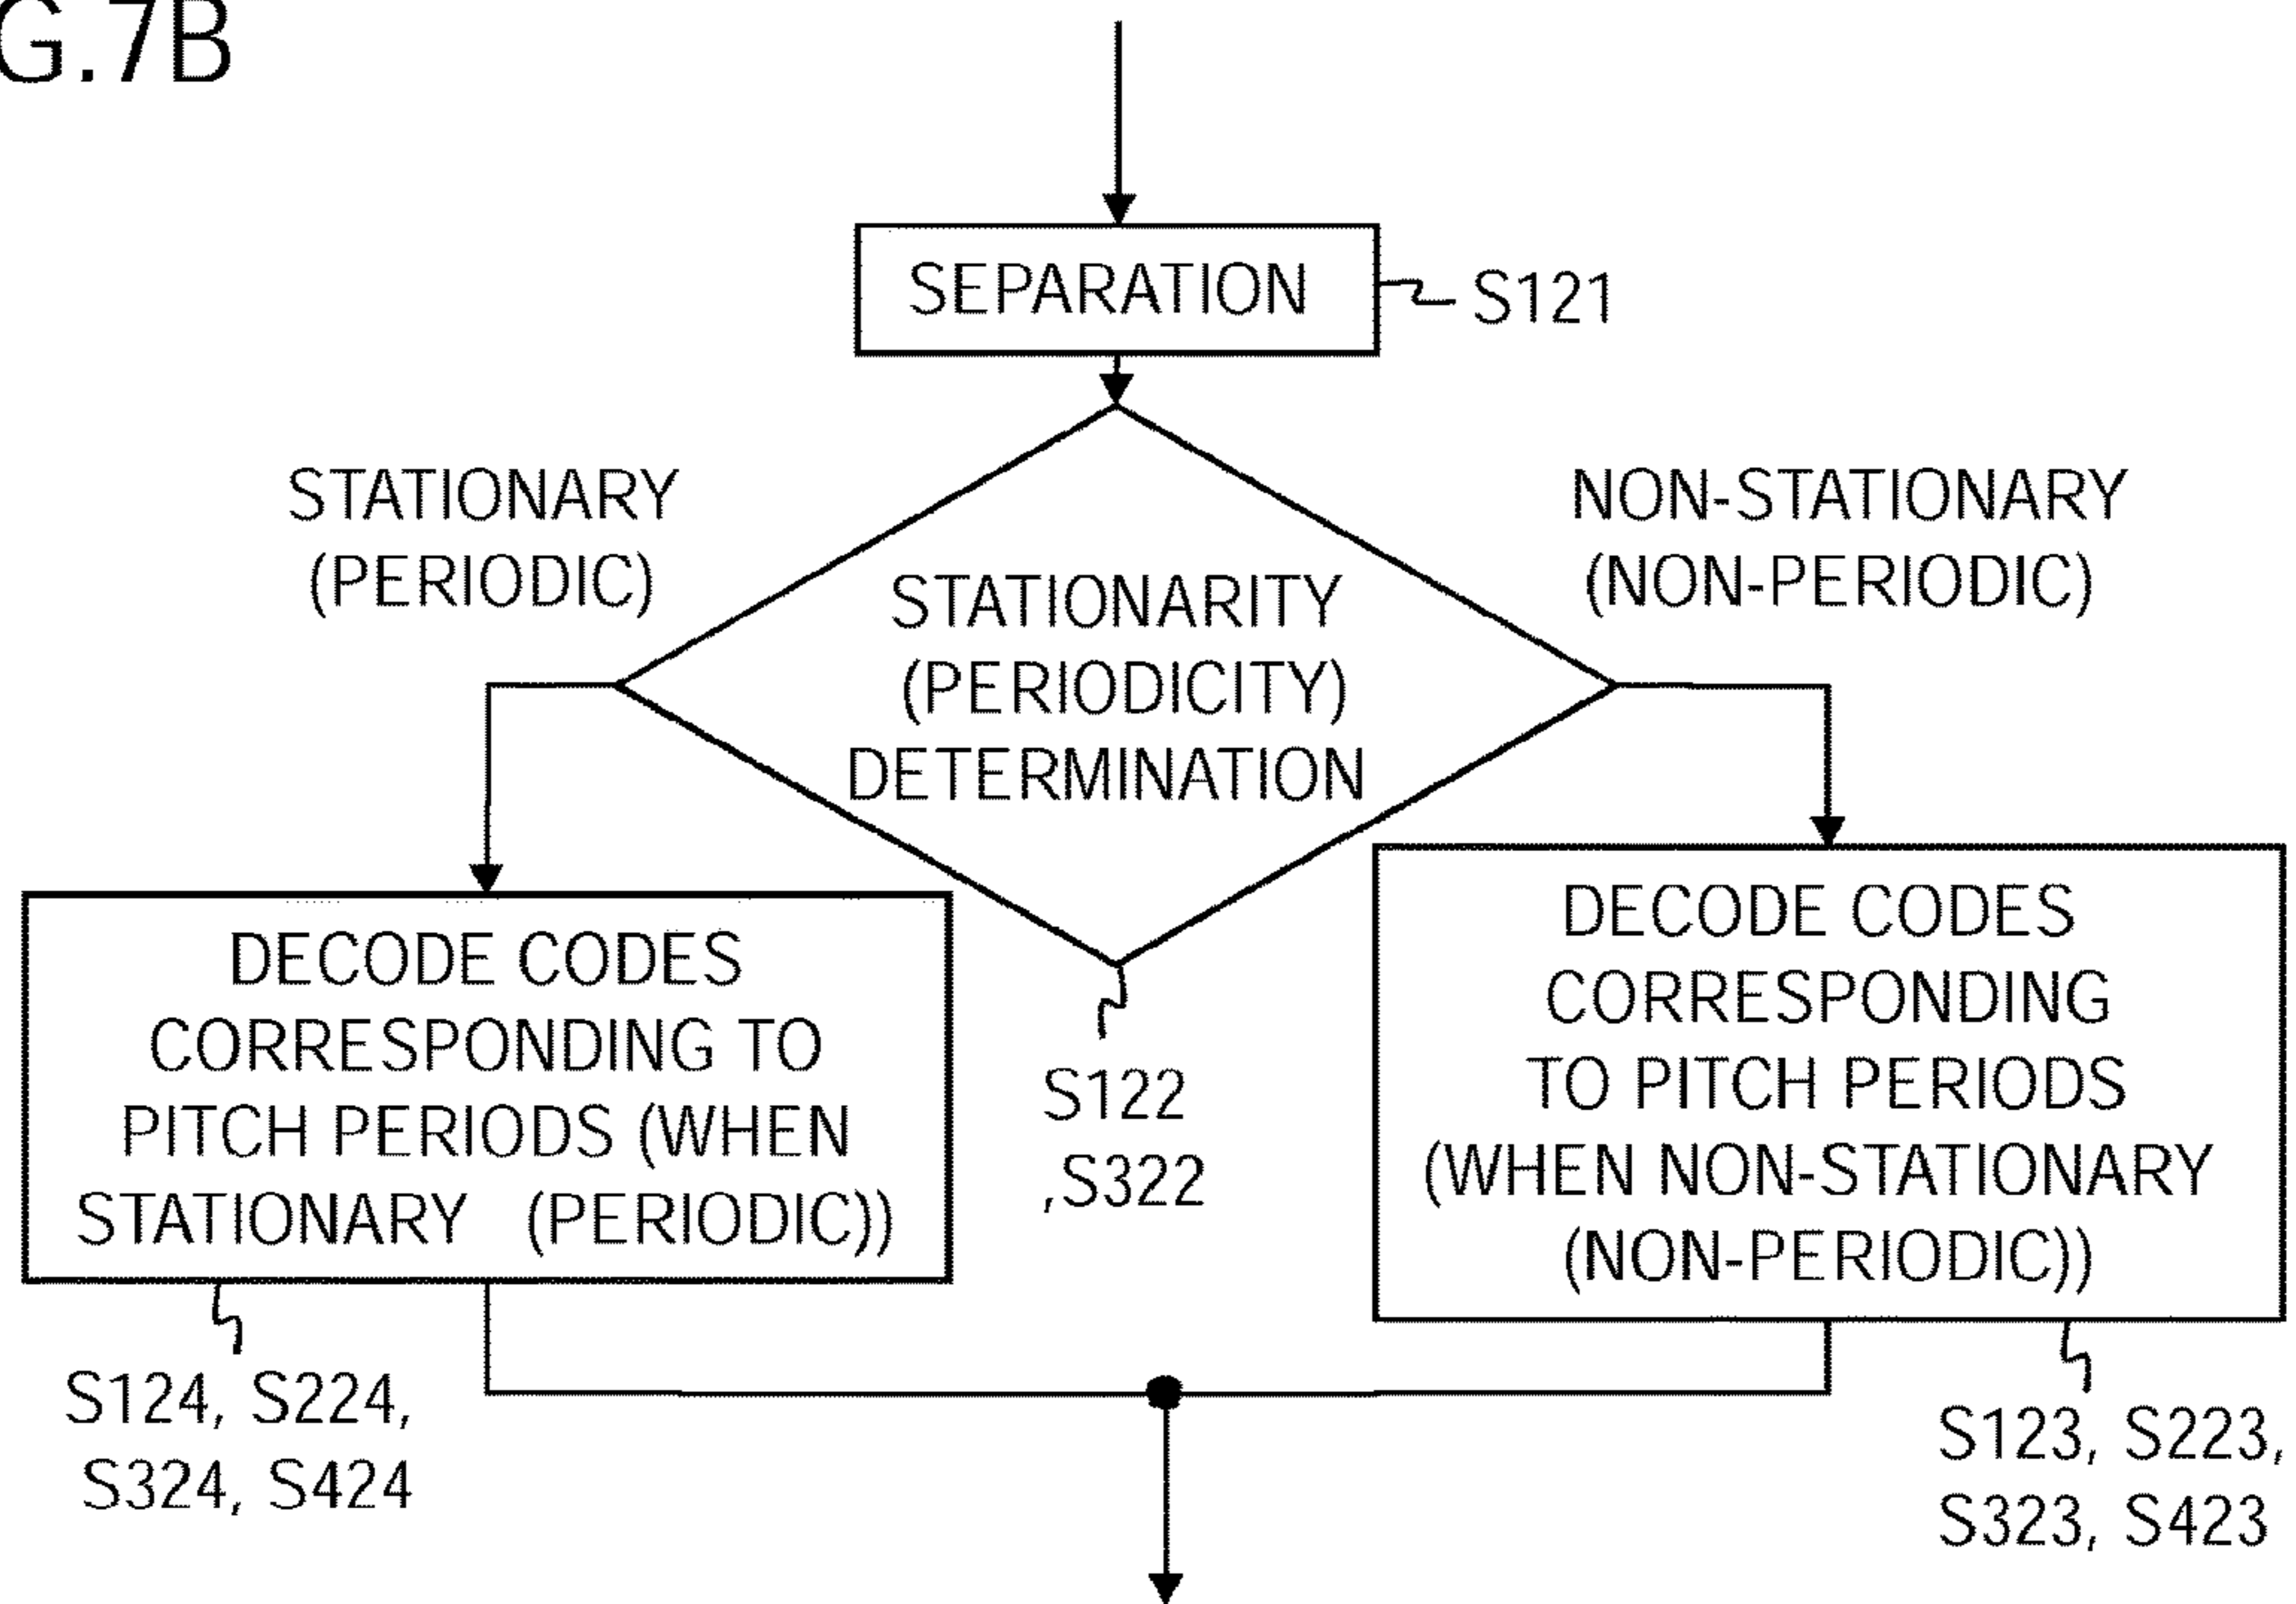 G.7B
SEPARATION
S121
STATIONARY
(PERIODIC)
STATIONARITY
(PERIODICITY)
DETERMINATION
NON-STATIONARY
(NON-PERIODIC)
DECODE CODES
CORRESPONDING TO
PITCH PERIODS (WHEN
STATIONARY (PERIODIC))
S122
,S322
DECODE CODES
CORRESPONDING
TO PITCH PERIODS
(WHEN NON-STATIONARY
(NON-PERIODIC))
S124, S224,
S324, S424
S123, S223,
S323, S423